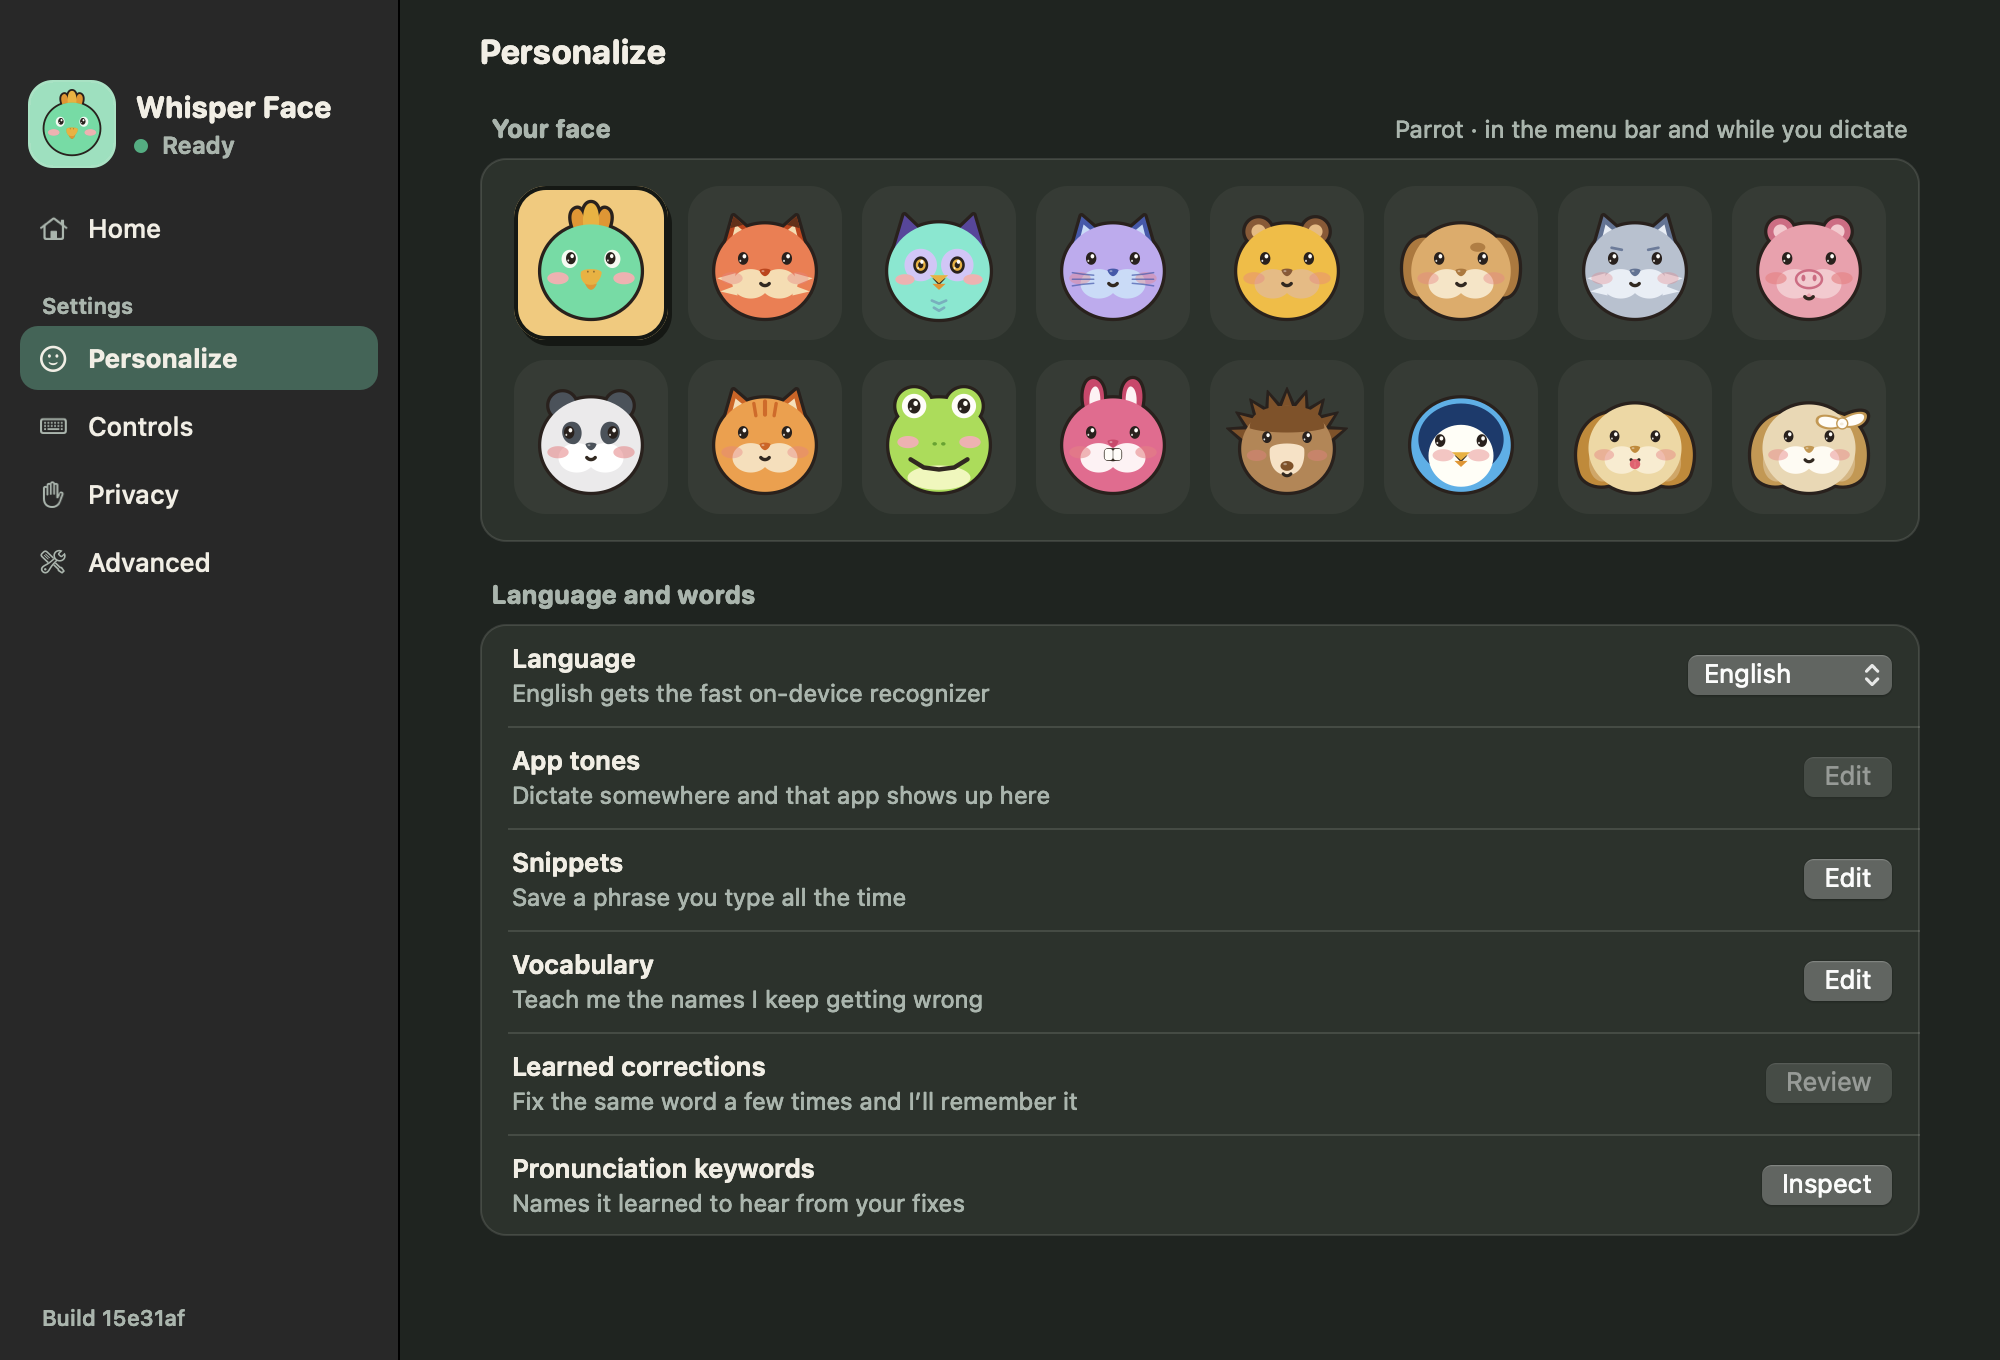 Whisper Face
Ready
Home
Settings
Personalize
Controls
Privacy
Advanced
Build 15e31af
Personalize
Your face
Parrot · in the menu bar and while you dictate
Language and words
Language
English gets the fast on-device recognizer
English
App tones
Dictate somewhere and that app shows up here
Edit
Snippets
Save a phrase you type all the time
Edit
Vocabulary
Teach me the names I keep getting wrong
Edit
Learned corrections
Fix the same word a few times and I’ll remember it
Review
Pronunciation keywords
Names it learned to hear from your fixes
Inspect